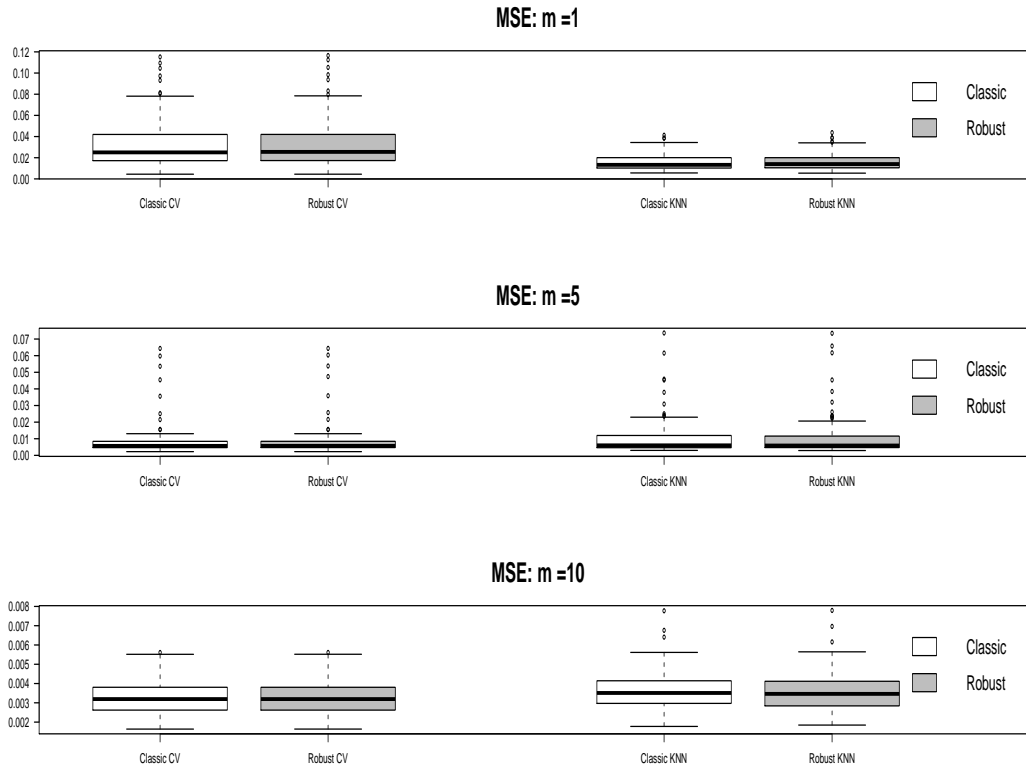 MSE: m =1
0.12
0.10
0.08
0.06
0.04
0.02
0.00
Classic
Robust
Classic CV
Robust CV
Classic KNN
Robust KNN
MSE: m =5
0.07
0.06
0.05
0.04
0.03
0.02
0.01
0.00
Classic
Robust
Classic CV
Robust CV
Classic KNN
Robust KNN
MSE: m =10
0.008
0.007
0.006
0.005
0.004
0.003
0.002
Classic
Robust
Classic CV
Robust CV
Classic KNN
Robust KNN